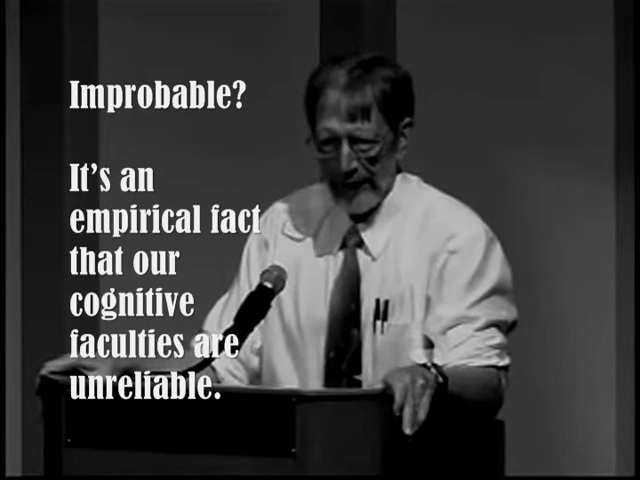 Improbable?
It's an
empirical fact
that our
cognitive
faculties are
unreliable.